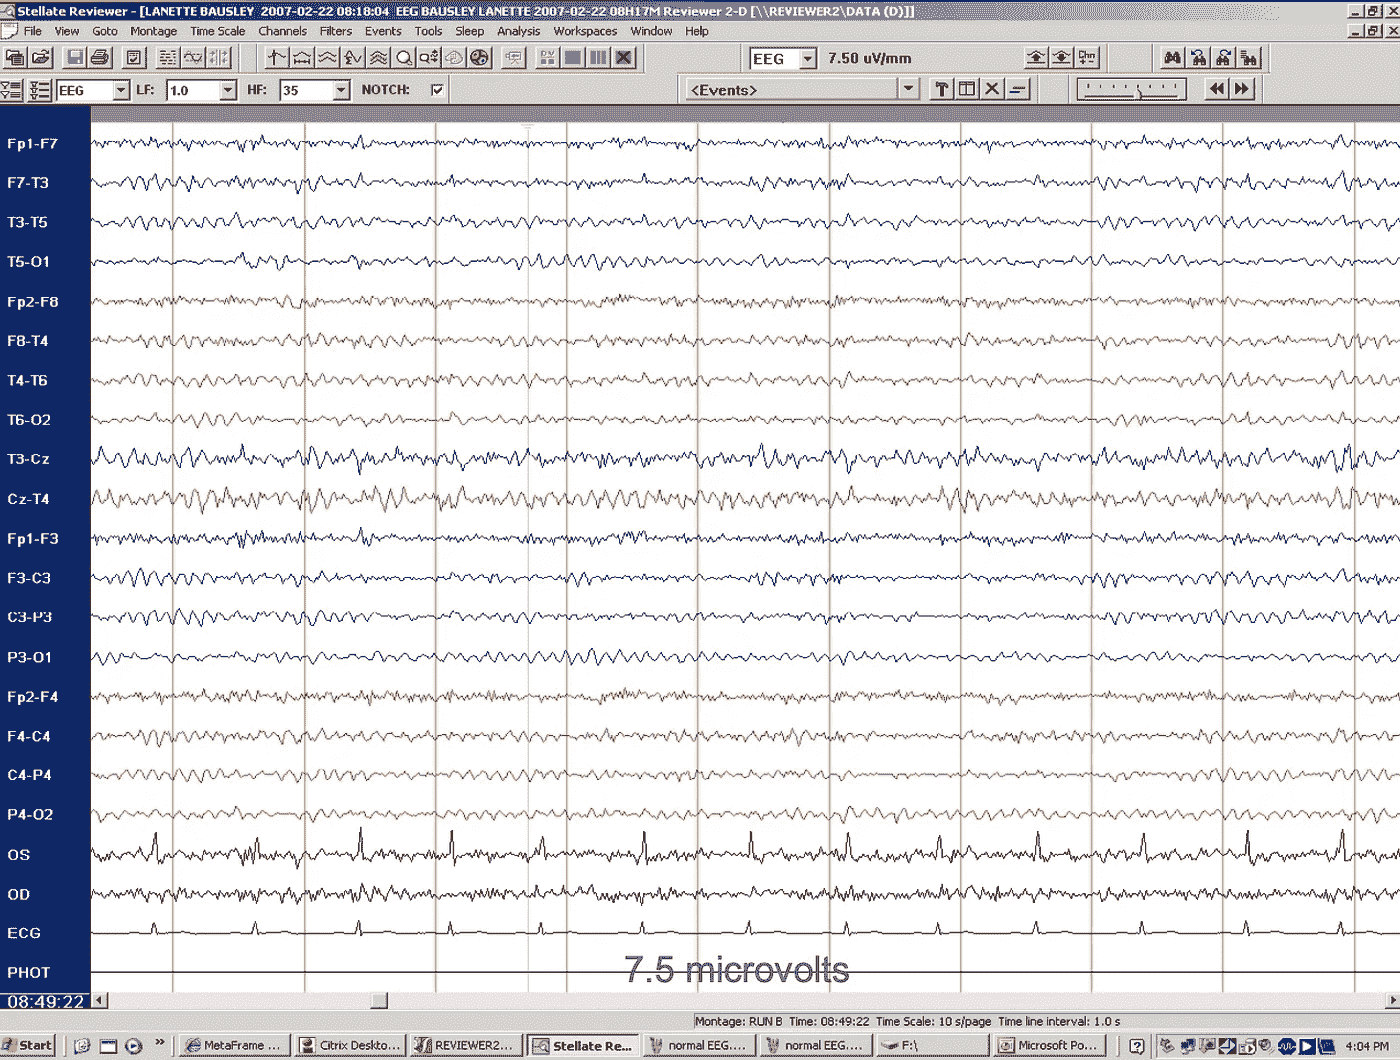 Stellate Reviewer - [LANETTE BAUSLEY 2007-02-22 08:18:04 EEG BAUSLEY LANETTE 2007-02-22 08H17M Reviewer 2-D [\\REVIEWER2\DATA (D)]]
File View Goto Montage Time Scale Channels Filters Events Tools Sleep Analysis Workspaces Window Help
EEG 7.50 uV/mm
EEG LF: 1.0 HF: 35 NOTCH: <Events>
Fp1-F7
F7-T3
T3-T5
T5-O1
Fp2-F8
F8-T4
T4-T6
T6-O2
T3-Cz
Cz-T4
Fp1-F3
F3-C3
C3-P3
P3-O1
Fp2-F4
F4-C4
C4-P4
P4-O2
OS
OD
ECG
PHOT
7.5 microvolts
08:49:22
Montage: RUN B Time: 08:49:22 Time Scale: 10 s/page Time line interval: 1.0 s
Start MetaFrame ... Citrix Deskto... REVIEWER2... Stellate Re... normal EEG.... normal EEG.... F:\ Microsoft Po... 4:04 PM